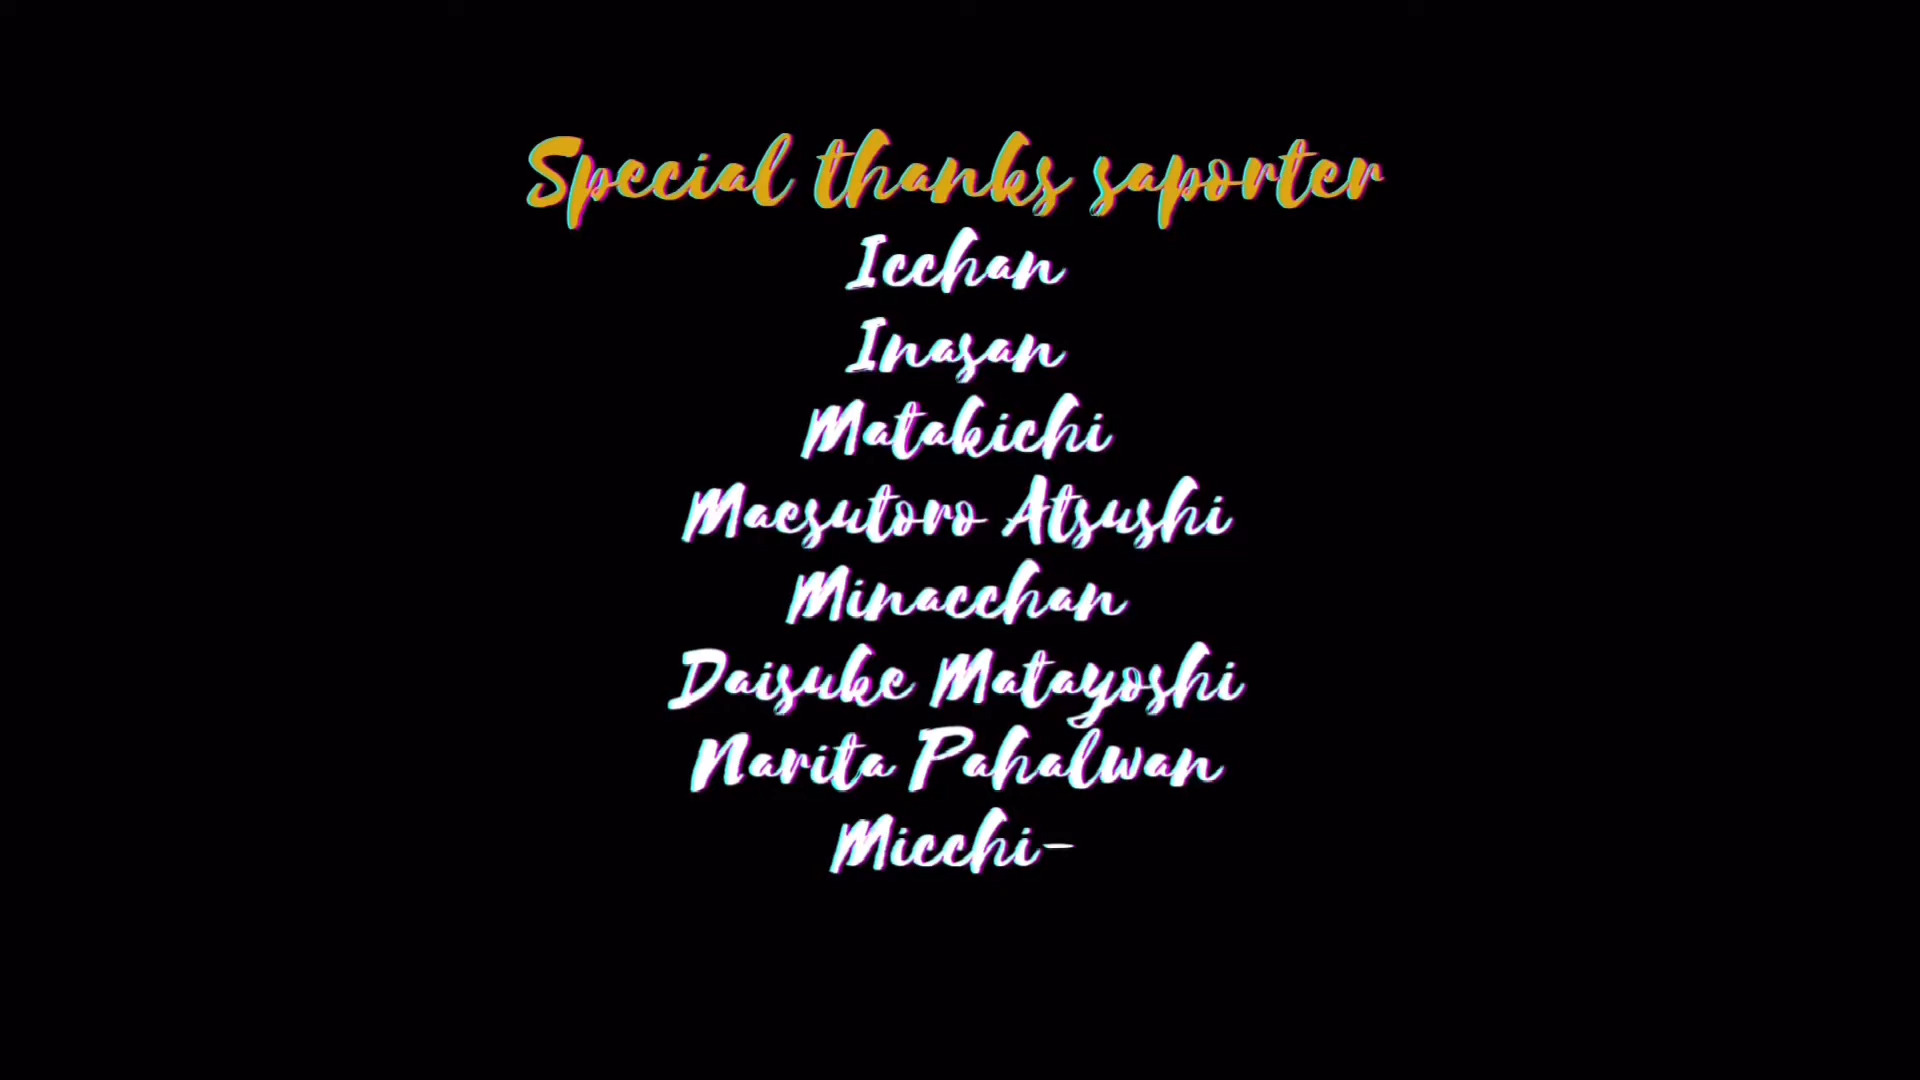 Special thanks saporter
Icchan
Inasan
Matakichi
Maesutoro Atsushi
Minacchan
Daisuke Matayoshi
Narita Pahalwan
Micchi-